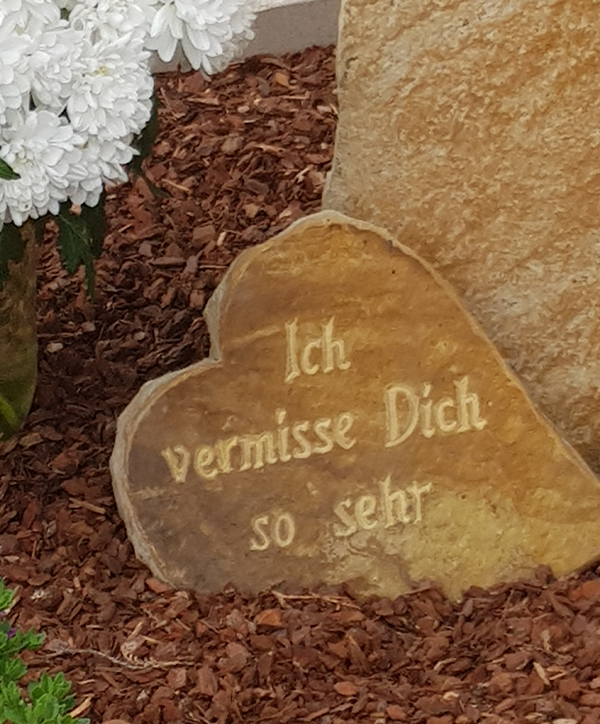 Ich
vermisse Dich
so sehr